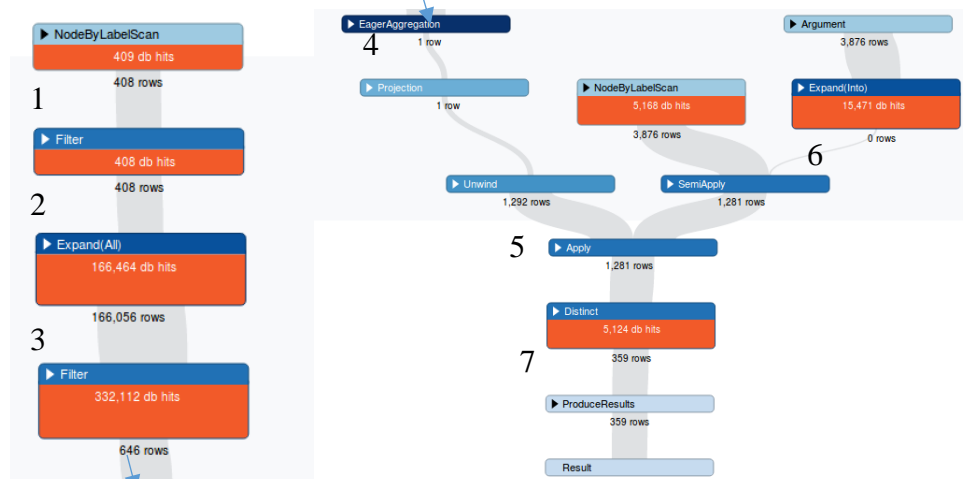 NodeByLabelScan
409 db hits
408 rows
1
Filter
408 db hits
408 rows
2
Expand(All)
166,464 db hits
166,056 rows
3
Filter
332,112 db hits
646 rows
EagerAggregation
4
1 row
Projection
1 row
NodeByLabelScan
5,168 db hits
3,876 rows
Argument
3,876 rows
Expand(Into)
15,471 db hits
0 rows
6
Unwind
1,292 rows
SemiApply
1,281 rows
5
Apply
1,281 rows
Distinct
5,124 db hits
7
359 rows
ProduceResults
359 rows
Result